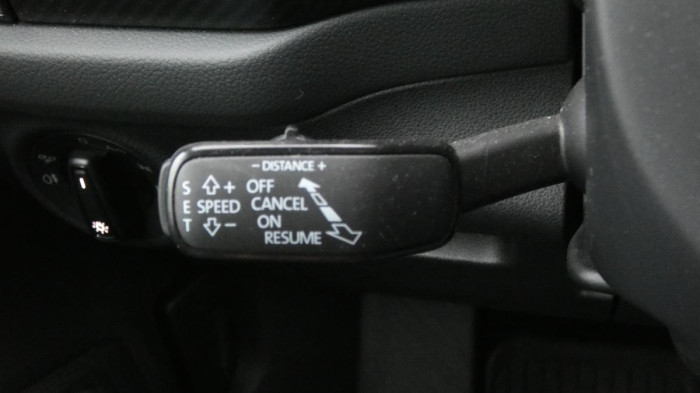 − DISTANCE +
S + OFF
E SPEED CANCEL
T − ON
RESUME